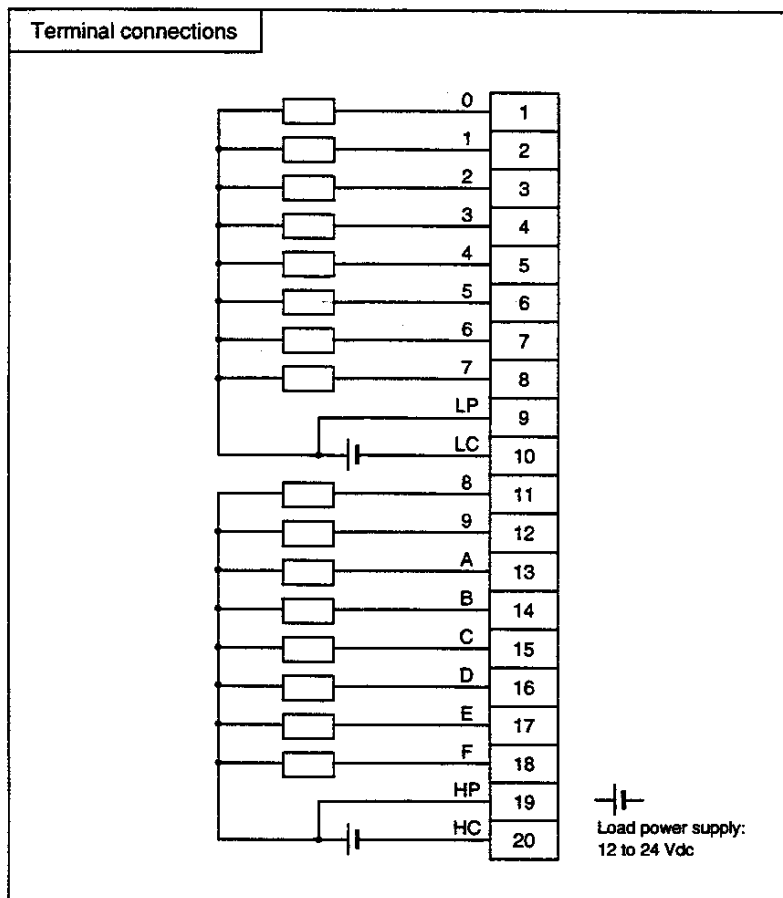 Terminal connections
0 1
1 2
2 3
3 4
4 5
5 6
6 7
7 8
LP 9
LC 10
8 11
9 12
A 13
B 14
C 15
D 16
E 17
F 18
HP 19
HC 20
Load power supply:
12 to 24 Vdc